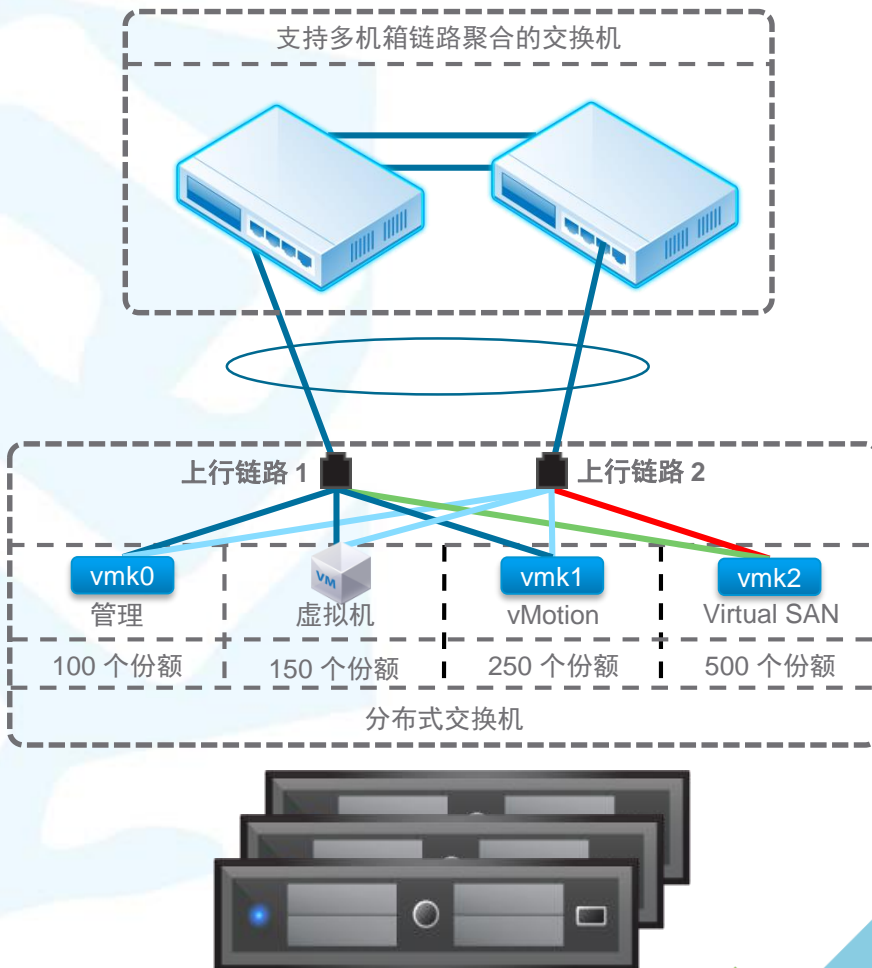 支持多机箱链路聚合的交换机
上行链路 1
上行链路 2
vmk0
VM
vmk1
vmk2
管理
虚拟机
vMotion
Virtual SAN
100 个份额
150 个份额
250 个份额
500 个份额
分布式交换机